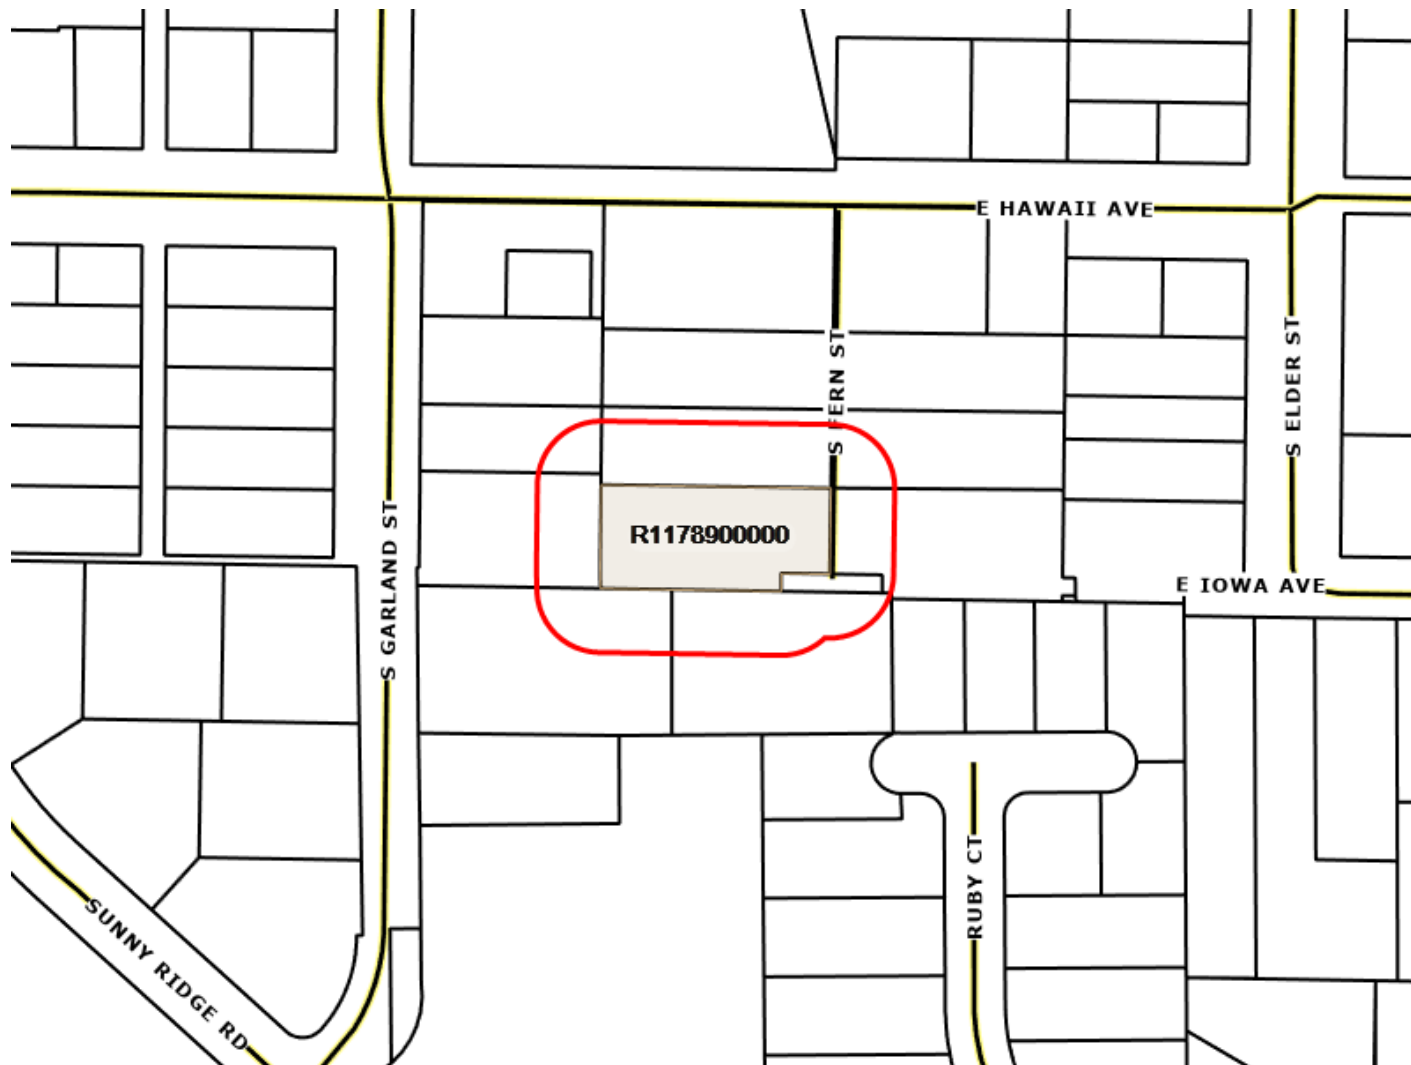 E HAWAII AVE
S FERN ST
S ELDER ST
R1178900000
S GARLAND ST
E IOWA AVE
RUBY CT
SUNNY RIDGE RD